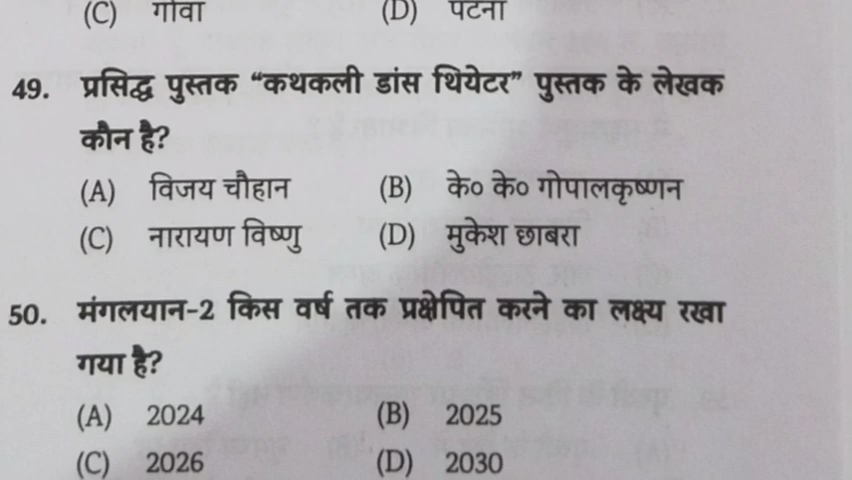 (C) गोवा (D) पटना
49. प्रसिद्ध पुस्तक “कथकली डांस थियेटर” पुस्तक के लेखक
कौन है?
(A) विजय चौहान (B) के० के० गोपालकृष्णन
(C) नारायण विष्णु (D) मुकेश छाबरा
50. मंगलयान-2 किस वर्ष तक प्रक्षेपित करने का लक्ष्य रखा
गया है?
(A) 2024 (B) 2025
(C) 2026 (D) 2030